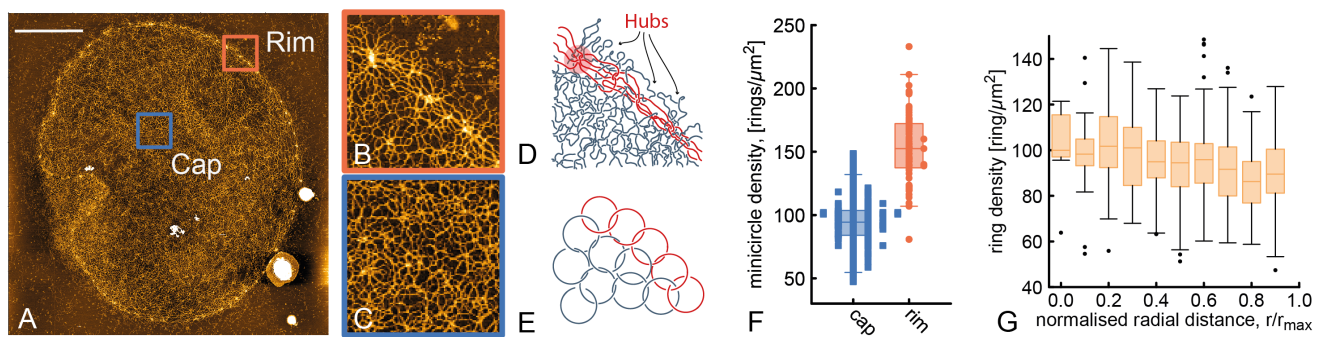 Rim
Cap
A
B
C
Hubs
D
E
minicircle density, [rings/µm²]
250
200
150
100
50
cap
rim
F
ring density [ring/µm²]
140
120
100
80
60
40
0.0 0.2 0.4 0.6 0.8 1.0
normalised radial distance, r/rmax
G